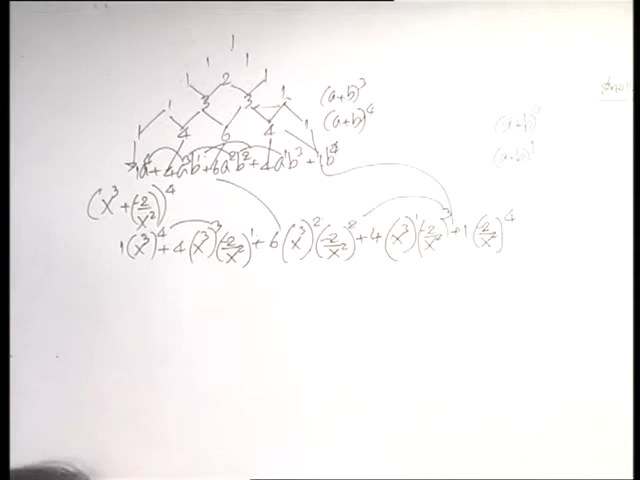 1
1 1
1 2 1
1 3 3 1 (a+b)³
1 4 6 4 1 (a+b)⁴
1a⁴+4a³b¹+6a²b²+4a¹b³+1b⁴
(x³+(-2/x²))⁴
1(x³)⁴+4(x³)³(-2/x²)¹+6(x³)²(-2/x²)²+4(x³)¹(-2/x²)³+1(-2/x²)⁴